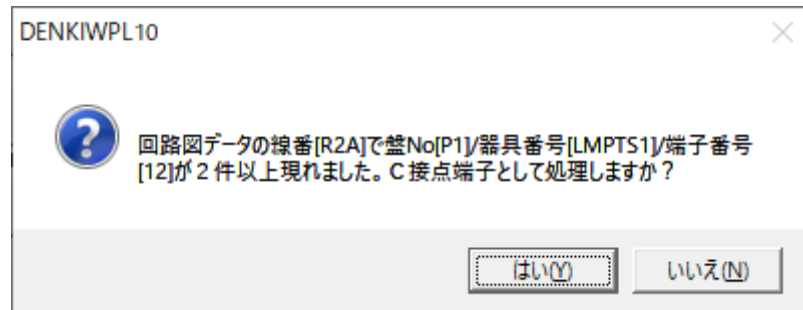 DENKIWPL10
回路図データの線番[R2A]で盤No[P1]/器具番号[LMPTS1]/端子番号
[12]が２件以上現れました。Ｃ接点端子として処理しますか？
はい(Y)
いいえ(N)